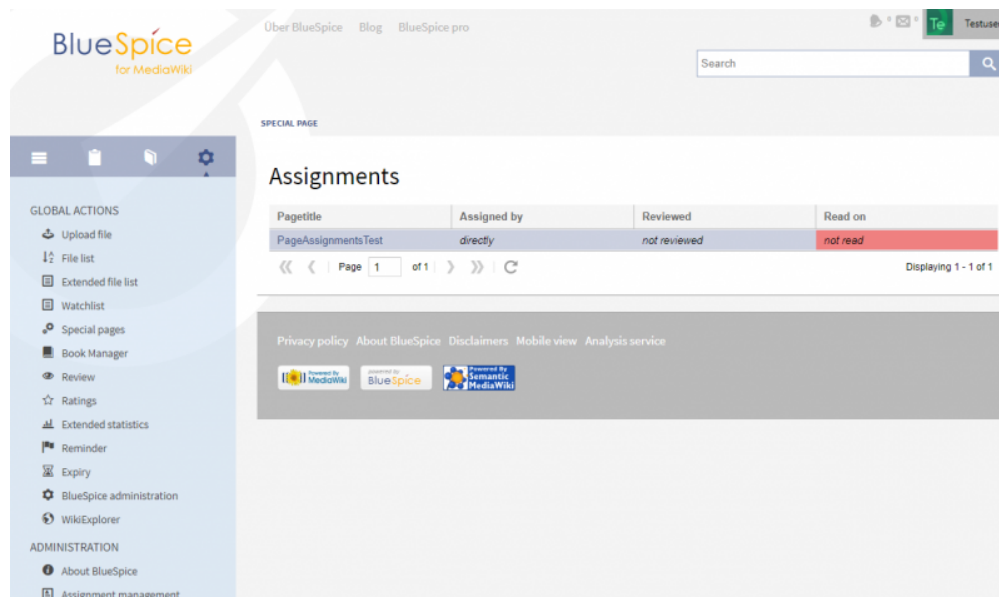 BlueSpice
for MediaWiki
Über BlueSpice Blog BlueSpice pro
Te Testuser
Search
SPECIAL PAGE
Assignments
Pagetitle Assigned by Reviewed Read on
PageAssignmentsTest directly not reviewed not read
Page 1 of 1
Displaying 1 - 1 of 1
GLOBAL ACTIONS
Upload file
File list
Extended file list
Watchlist
Special pages
Book Manager
Review
Ratings
Extended statistics
Reminder
Expiry
BlueSpice administration
WikiExplorer
ADMINISTRATION
About BlueSpice
Assignment management
Privacy policy About BlueSpice Disclaimers Mobile view Analysis service
Powered By
MediaWiki
powered by
BlueSpice
Powered By
Semantic
MediaWiki